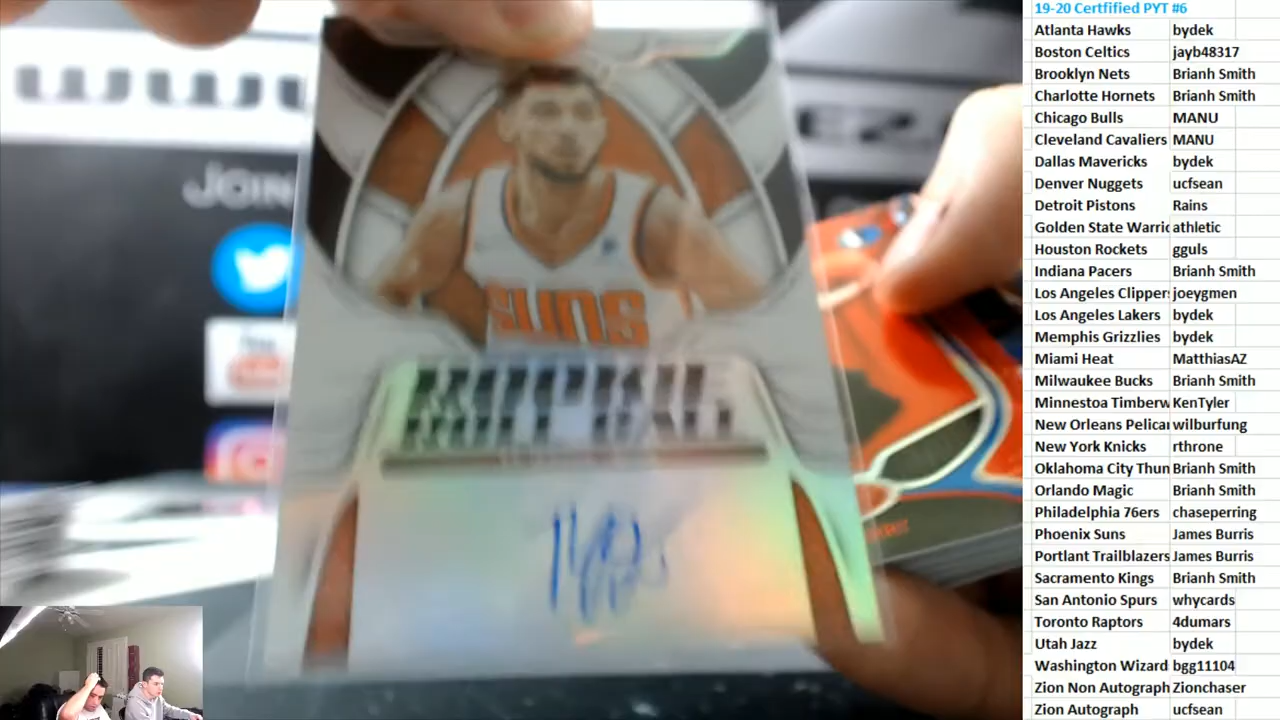 JOIN
SUNS
19-20 Certfified PYT #6
Atlanta Hawks bydek
Boston Celtics jayb48317
Brooklyn Nets Brianh Smith
Charlotte Hornets Brianh Smith
Chicago Bulls MANU
Cleveland Cavaliers MANU
Dallas Mavericks bydek
Denver Nuggets ucfsean
Detroit Pistons Rains
Golden State Warric athletic
Houston Rockets gguls
Indiana Pacers Brianh Smith
Los Angeles Clippers joeygmen
Los Angeles Lakers bydek
Memphis Grizzlies bydek
Miami Heat MatthiasAZ
Milwaukee Bucks Brianh Smith
Minnestoa Timberw KenTyler
New Orleans Pelicar wilburfung
New York Knicks rthrone
Oklahoma City Thun Brianh Smith
Orlando Magic Brianh Smith
Philadelphia 76ers chaseperring
Phoenix Suns James Burris
Portlant Trailblazers James Burris
Sacramento Kings Brianh Smith
San Antonio Spurs whycards
Toronto Raptors 4dumars
Utah Jazz bydek
Washington Wizard bgg11104
Zion Non Autograph Zionchaser
Zion Autograph ucfsean